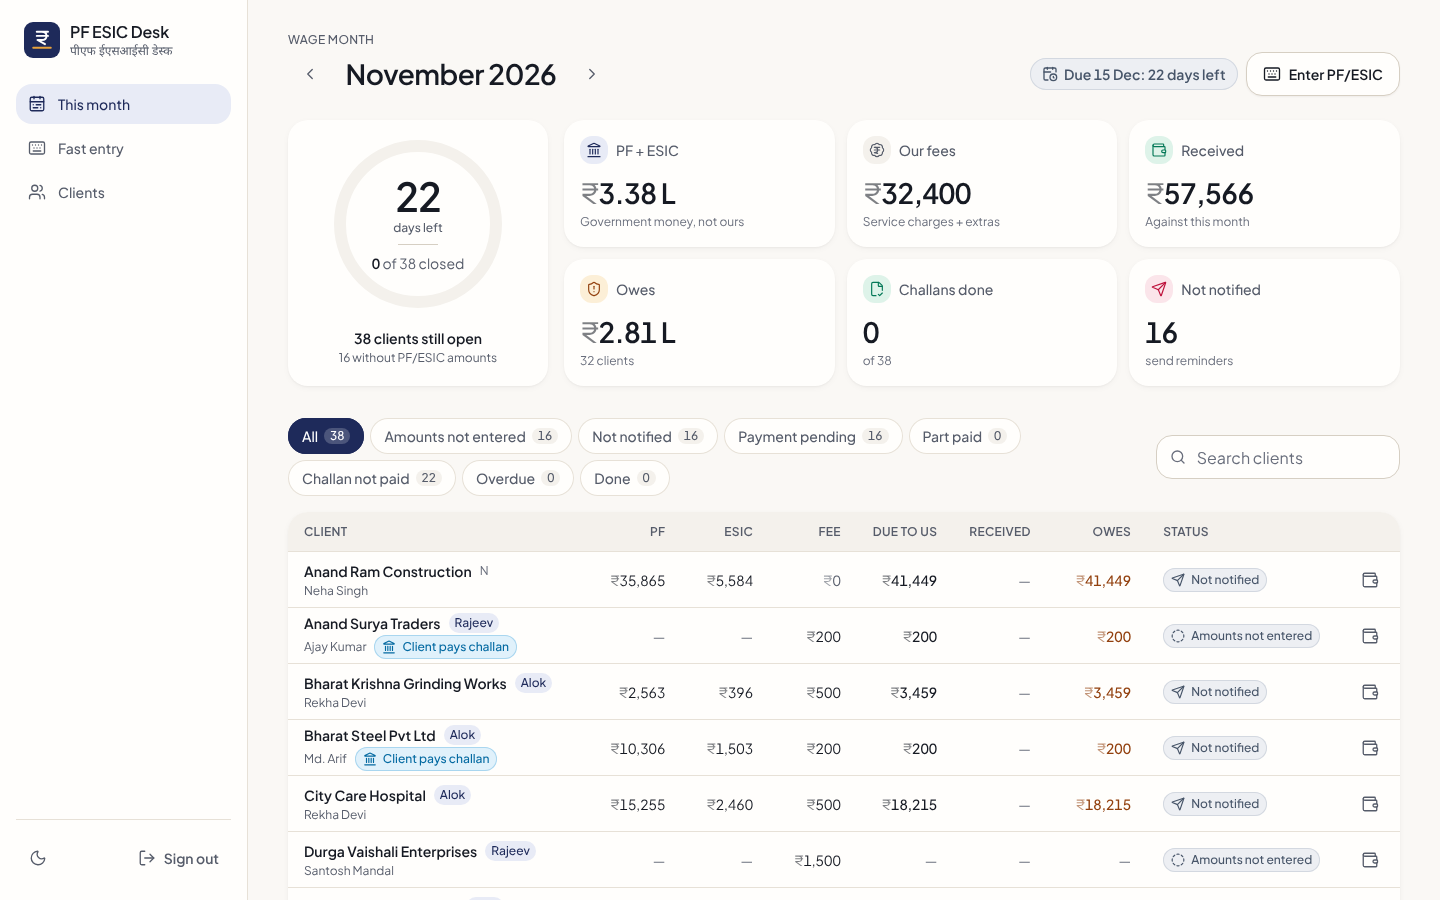 PF ESIC Desk
पीएफ ईएसआईसी डेस्क
This month
Fast entry
Clients
Sign out
WAGE MONTH
November 2026
Due 15 Dec: 22 days left
Enter PF/ESIC
22
days left
0 of 38 closed
38 clients still open
16 without PF/ESIC amounts
PF + ESIC
₹3.38 L
Government money, not ours
Our fees
₹32,400
Service charges + extras
Received
₹57,566
Against this month
Owes
₹2.81 L
32 clients
Challans done
0
of 38
Not notified
16
send reminders
All 38
Amounts not entered 16
Not notified 16
Payment pending 16
Part paid 0
Challan not paid 22
Overdue 0
Done 0
Search clients
CLIENT PF ESIC FEE DUE TO US RECEIVED OWES STATUS
Anand Ram Construction N
Neha Singh
₹35,865 ₹5,584 ₹0 ₹41,449 — ₹41,449 Not notified
Anand Surya Traders Rajeev
Ajay Kumar Client pays challan
— — ₹200 ₹200 — ₹200 Amounts not entered
Bharat Krishna Grinding Works Alok
Rekha Devi
₹2,563 ₹396 ₹500 ₹3,459 — ₹3,459 Not notified
Bharat Steel Pvt Ltd Alok
Md. Arif Client pays challan
₹10,306 ₹1,503 ₹200 ₹200 — ₹200 Not notified
City Care Hospital Alok
Rekha Devi
₹15,255 ₹2,460 ₹500 ₹18,215 — ₹18,215 Not notified
Durga Vaishali Enterprises Rajeev
Santosh Mandal
— — ₹1,500 — — — Amounts not entered